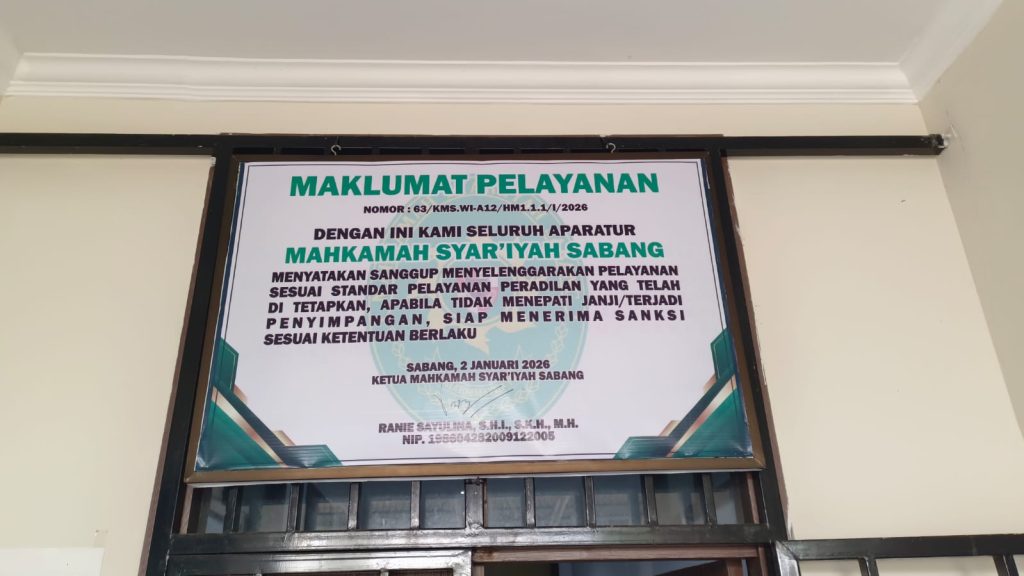 MAKLUMAT PELAYANAN
NOMOR : 63/KMS.WI-A12/HM1.1.1/I/2026
DENGAN INI KAMI SELURUH APARATUR
MAHKAMAH SYAR'IYAH SABANG
MENYATAKAN SANGGUP MENYELENGGARAKAN PELAYANAN
SESUAI STANDAR PELAYANAN PERADILAN YANG TELAH
DI TETAPKAN, APABILA TIDAK MENEPATI JANJI/TERJADI
PENYIMPANGAN, SIAP MENERIMA SANKSI
SESUAI KETENTUAN BERLAKU
SABANG, 2 JANUARI 2026
KETUA MAHKAMAH SYAR'IYAH SABANG
RANIE SAYULINA, S.H.I., S.K.H., M.H.
NIP. 198604282009122005